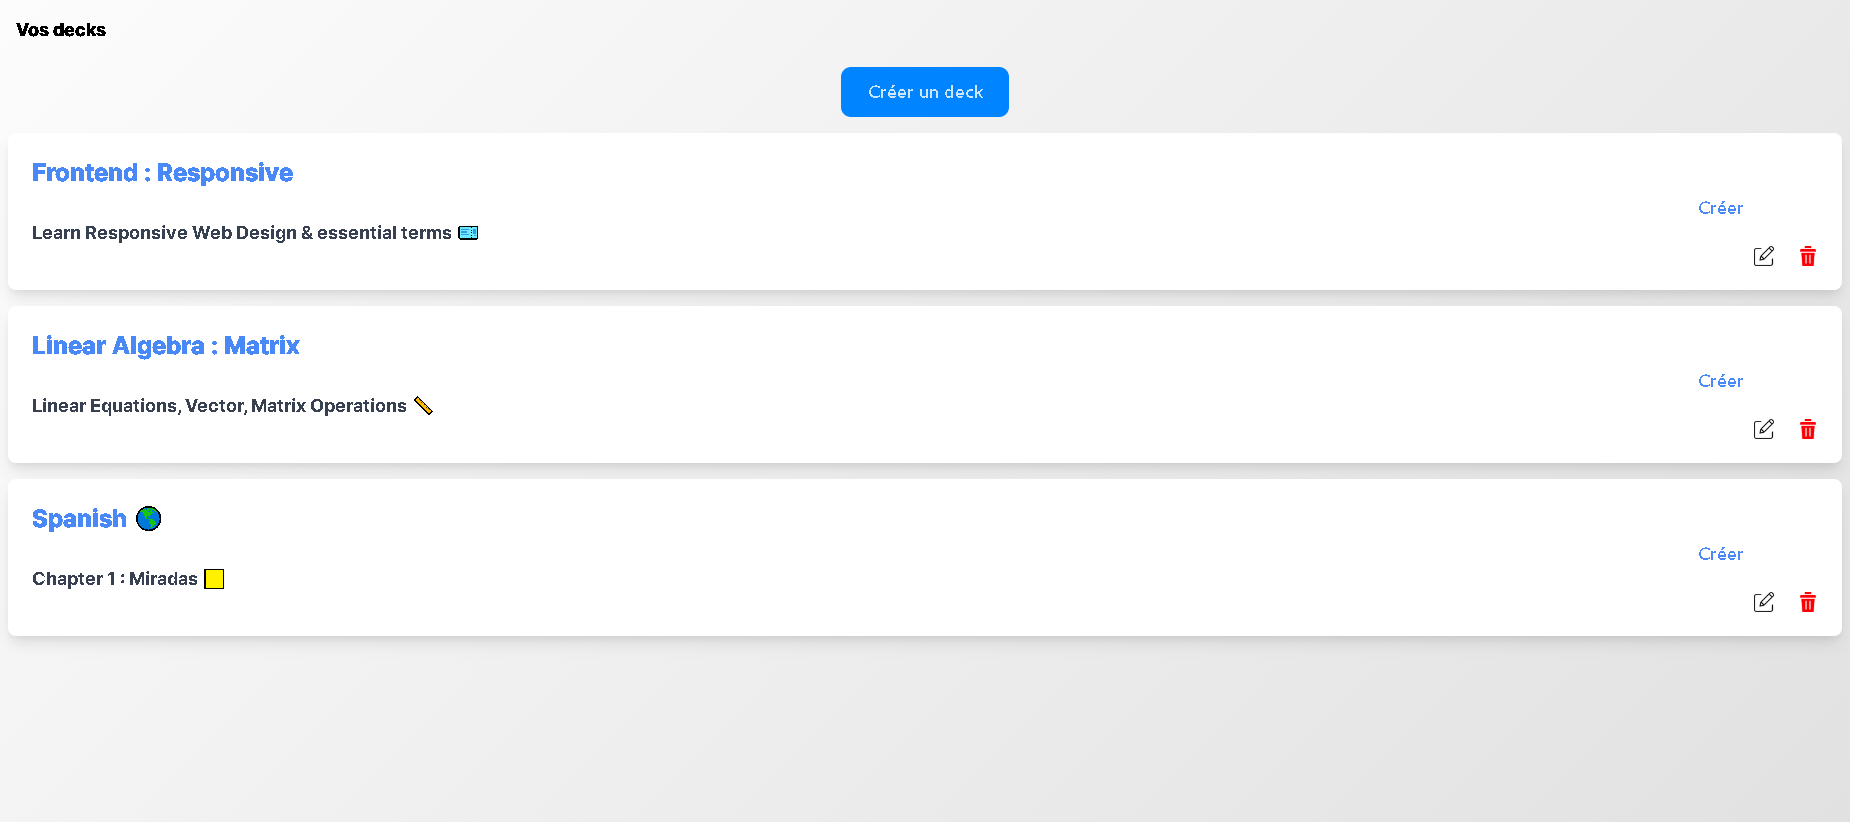 Vos decks
Créer un deck
Frontend : Responsive
Créer
Learn Responsive Web Design & essential terms 🎫
Linear Algebra : Matrix
Créer
Linear Equations, Vector, Matrix Operations 📏
Spanish 🌎
Créer
Chapter 1 : Miradas 🟨